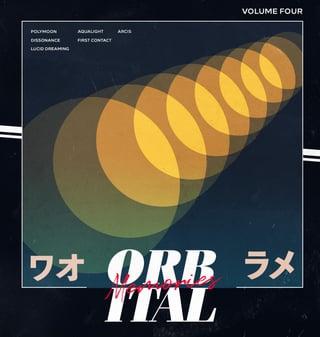 VOLUME FOUR
POLYMOON AQUALIGHT ARCIS
DISSONANCE FIRST CONTACT
LUCID DREAMING
ワオ ORB ラメ
Memories
ITAL